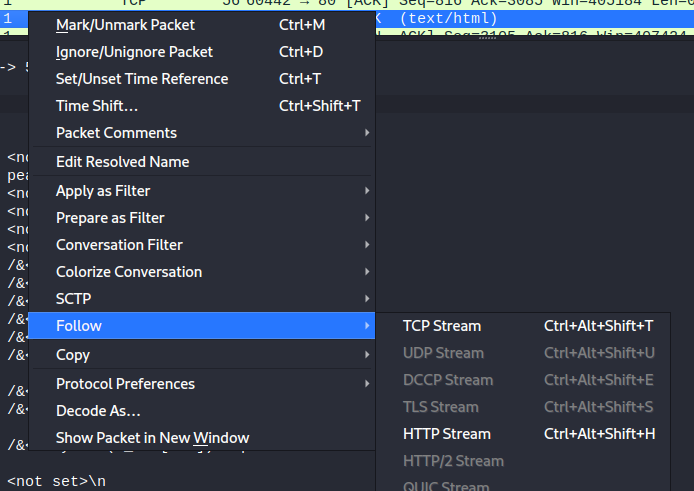 1 TCP 56 60442 → 80 [ACK] Seq=816 Ack=3085 Win=405184
1 (text/html)
1 ACK] Seq=3105 Ack=816 Win=407424
->
Mark/Unmark Packet Ctrl+M
Ignore/Unignore Packet Ctrl+D
Set/Unset Time Reference Ctrl+T
Time Shift... Ctrl+Shift+T
Packet Comments
Edit Resolved Name
Apply as Filter
Prepare as Filter
Conversation Filter
Colorize Conversation
SCTP
Follow
Copy
Protocol Preferences
Decode As...
Show Packet in New Window
TCP Stream Ctrl+Alt+Shift+T
UDP Stream Ctrl+Alt+Shift+U
DCCP Stream Ctrl+Alt+Shift+E
TLS Stream Ctrl+Alt+Shift+S
HTTP Stream Ctrl+Alt+Shift+H
HTTP/2 Stream
QUIC Stream
<no
pea
<no
<no
<no
<no
/&<
/&<
/&<
/&<
/&<
/&<
/&<
/&<
/&<
<not set>\n